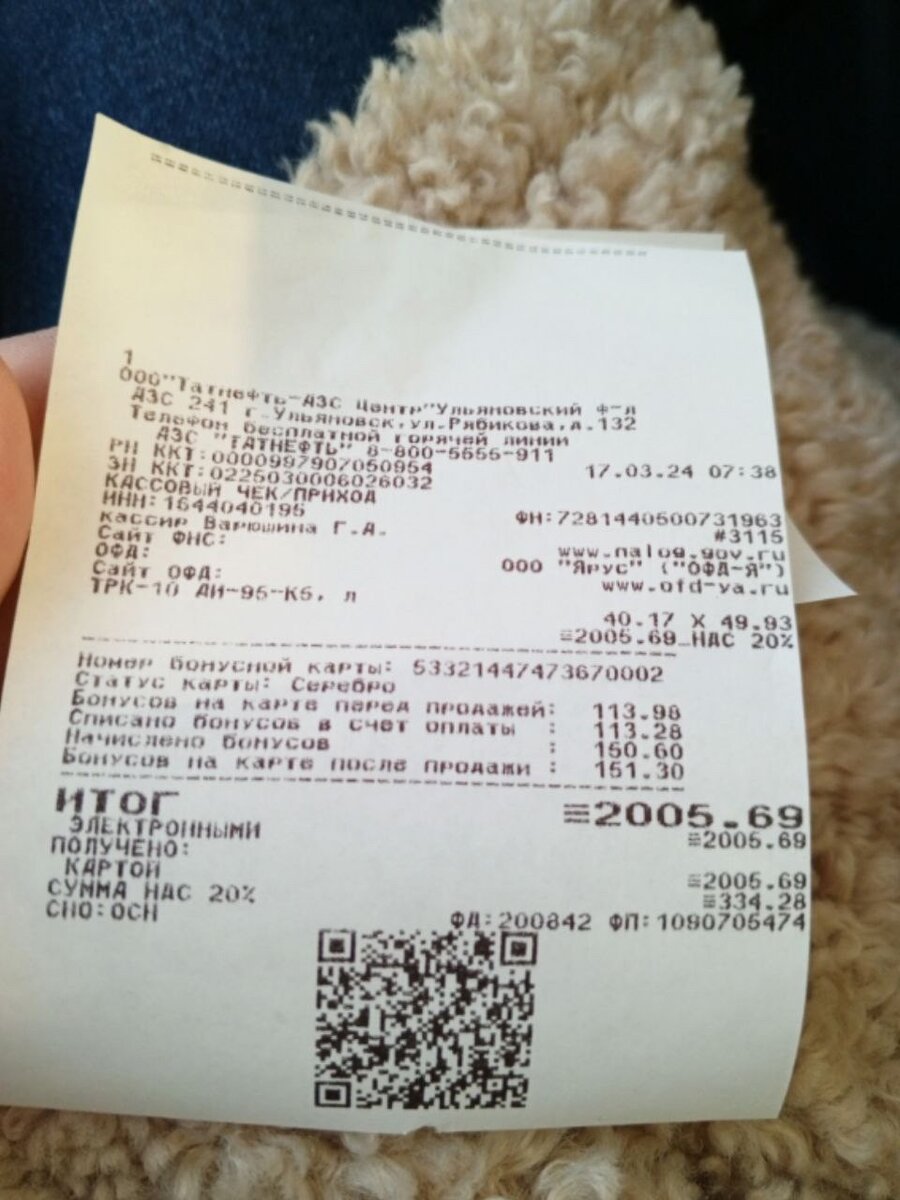 1
ООО"Татнефть-АЗС Центр"Ульяновский ф-л
АЗС 241 г.Ульяновск,ул.Рябикова,д.132
Телефон бесплатной горячей линии
АЗС "ТАТНЕФТЬ" 8-800-5555-911
РН ККТ:0000997907050954 17.03.24 07:38
ЗН ККТ:0225030006026032
КАССОВЫЙ ЧЕК/ПРИХОД
ИНН:1644040195 ФН:7281440500731963
кассир Варюшина Г.А. #3115
Сайт ФНС: www.nalog.gov.ru
ОФД: ООО "Ярус" ("ОФД-Я")
Сайт ОФД: www.ofd-ya.ru
ТРК-10 АИ-95-К5, л
40.17 X 49.93
=2005.69_НДС 20%
Номер бонусной карты: 53321447473670002
Статус карты: Серебро
Бонусов на карте перед продажей: 113.98
Списано бонусов в счет оплаты : 113.28
Начислено бонусов : 150.60
Бонусов на карте после продажи : 151.30
ИТОГ ≡2005.69
ЭЛЕКТРОННЫМИ ≡2005.69
ПОЛУЧЕНО:
КАРТОЙ ≡2005.69
СУММА НДС 20% ≡334.28
СНО:ОСН ФД:200842 ФП:1090705474